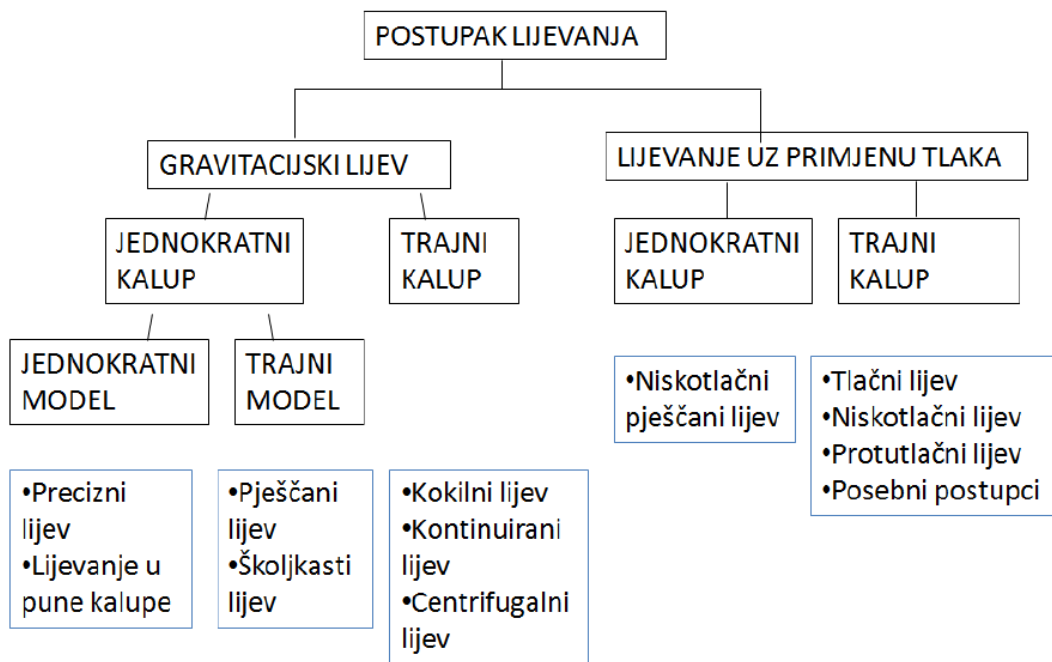 POSTUPAK LIJEVANJA
GRAVITACIJSKI LIJEV
LIJEVANJE UZ PRIMJENU TLAKA
JEDNOKRATNI
KALUP
TRAJNI
KALUP
JEDNOKRATNI
KALUP
TRAJNI
KALUP
JEDNOKRATNI
MODEL
TRAJNI
MODEL
•Niskotlačni
pješčani lijev
•Tlačni lijev
•Niskotlačni lijev
•Protutlačni lijev
•Posebni postupci
•Precizni
lijev
•Lijevanje u
pune kalupe
•Pješčani
lijev
•Školjkasti
lijev
•Kokilni lijev
•Kontinuirani
lijev
•Centrifugalni
lijev